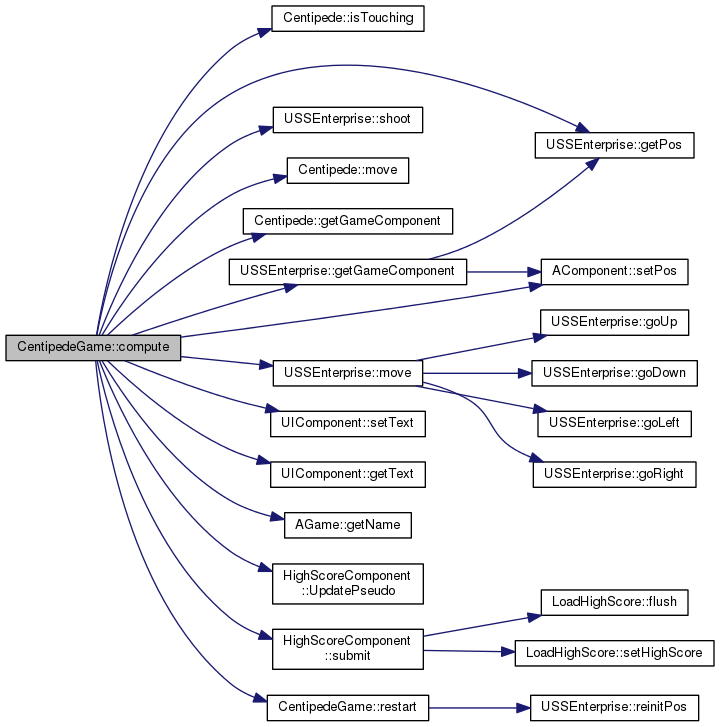 Centipede::isTouching
USSEnterprise::shoot
USSEnterprise::getPos
Centipede::move
Centipede::getGameComponent
USSEnterprise::getGameComponent
AComponent::setPos
CentipedeGame::compute
USSEnterprise::goUp
USSEnterprise::move
USSEnterprise::goDown
UIComponent::setText
USSEnterprise::goLeft
UIComponent::getText
USSEnterprise::goRight
AGame::getName
HighScoreComponent
::UpdatePseudo
LoadHighScore::flush
HighScoreComponent
::submit
LoadHighScore::setHighScore
CentipedeGame::restart
USSEnterprise::reinitPos